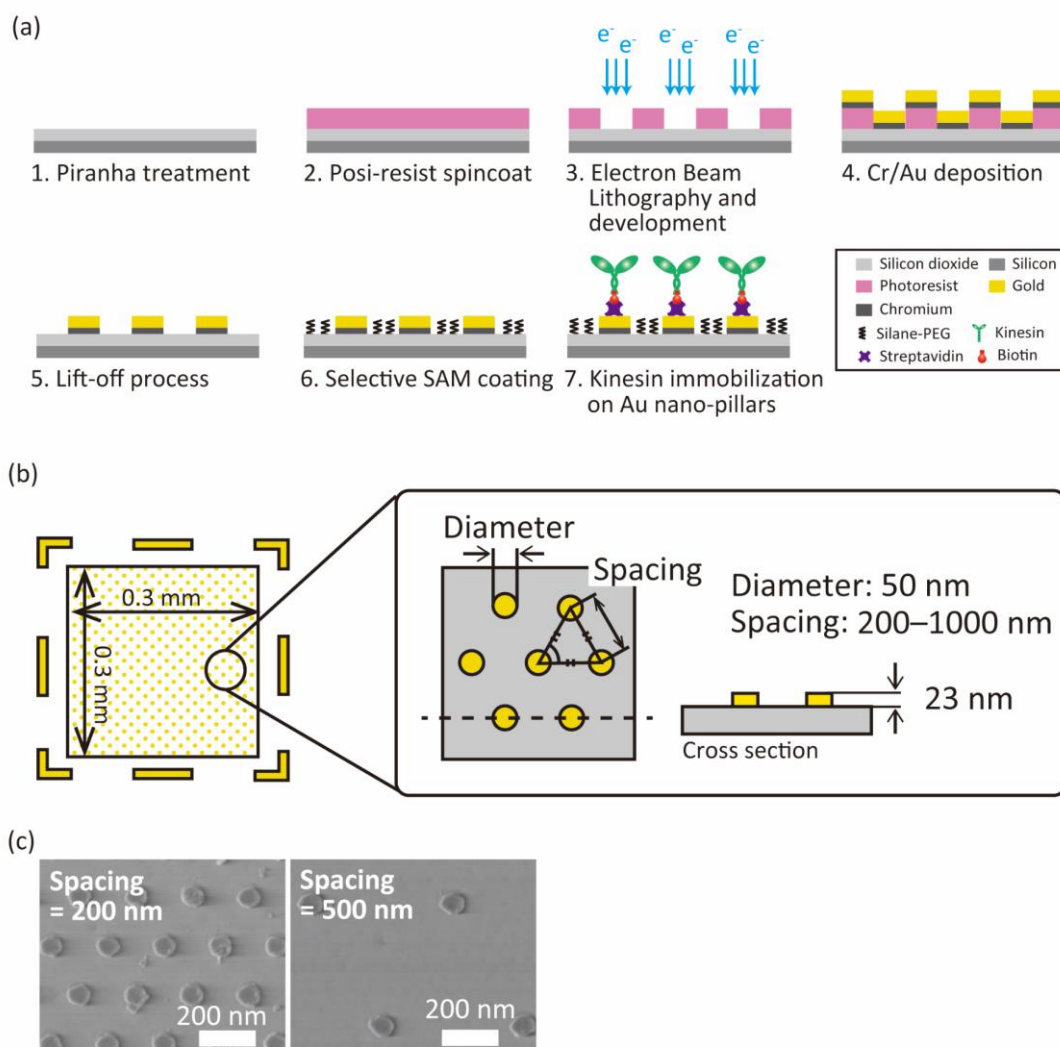 (a)
e- e- e- e- e- e-
1. Piranha treatment
2. Posi-resist spincoat
3. Electron Beam
Lithography and
development
4. Cr/Au deposition
Silicon dioxide
Silicon
Photoresist
Gold
Chromium
Silane-PEG
Kinesin
Streptavidin
Biotin
5. Lift-off process
6. Selective SAM coating
7. Kinesin immobilization
on Au nano-pillars
(b)
0.3 mm
0.3 mm
Diameter
Spacing
Diameter: 50 nm
Spacing: 200–1000 nm
23 nm
Cross section
(c)
Spacing
= 200 nm
200 nm
Spacing
= 500 nm
200 nm